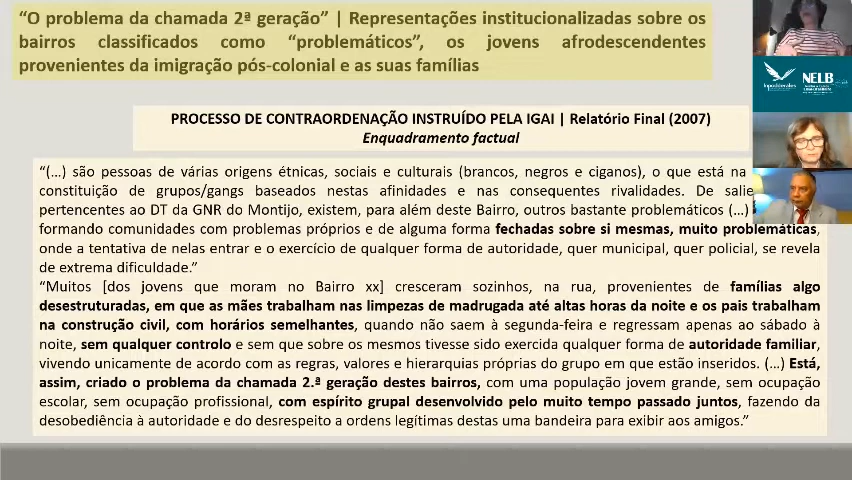 “O problema da chamada 2ª geração” | Representações institucionalizadas sobre os
bairros classificados como “problemáticos”, os jovens afrodescendentes
provenientes da imigração pós-colonial e as suas famílias
PROCESSO DE CONTRAORDENAÇÃO INSTRUÍDO PELA IGAI | Relatório Final (2007)
Enquadramento factual
“(…) são pessoas de várias origens étnicas, sociais e culturais (brancos, negros e ciganos), o que está na
constituição de grupos/gangs baseados nestas afinidades e nas consequentes rivalidades. De salie
pertencentes ao DT da GNR do Montijo, existem, para além deste Bairro, outros bastante problemáticos (…)
formando comunidades com problemas próprios e de alguma forma fechadas sobre si mesmas, muito problemáticas,
onde a tentativa de nelas entrar e o exercício de qualquer forma de autoridade, quer municipal, quer policial, se revela
de extrema dificuldade.”
“Muitos [dos jovens que moram no Bairro xx] cresceram sozinhos, na rua, provenientes de famílias algo
desestruturadas, em que as mães trabalham nas limpezas de madrugada até altas horas da noite e os pais trabalham
na construção civil, com horários semelhantes, quando não saem à segunda-feira e regressam apenas ao sábado à
noite, sem qualquer controlo e sem que sobre os mesmos tivesse sido exercida qualquer forma de autoridade familiar,
vivendo unicamente de acordo com as regras, valores e hierarquias próprias do grupo em que estão inseridos. (…) Está,
assim, criado o problema da chamada 2.ª geração destes bairros, com uma população jovem grande, sem ocupação
escolar, sem ocupação profissional, com espírito grupal desenvolvido pelo muito tempo passado juntos, fazendo da
desobediência à autoridade e do desrespeito a ordens legítimas destas uma bandeira para exibir aos amigos.”
NELB